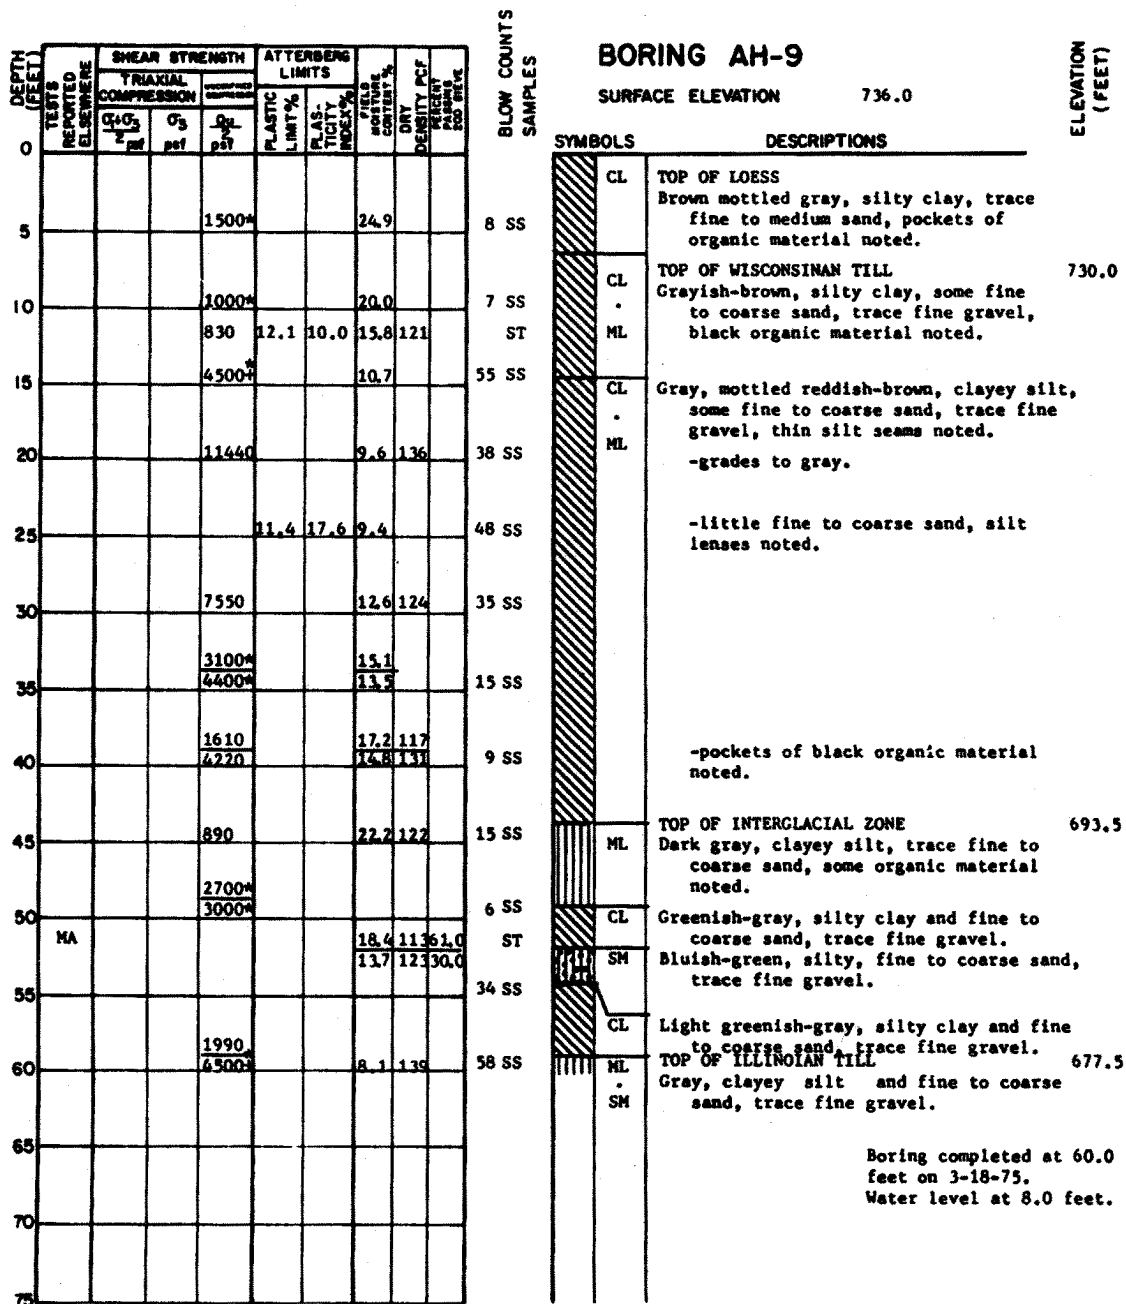 BORING AH-9
SURFACE ELEVATION 736.0
ELEVATION (FEET)
DEPTH (FEET)
TESTS REPORTED ELSEWHERE
SHEAR STRENGTH
TRIAXIAL COMPRESSION
psf
psf
psf
ATTERBERG LIMITS
PLASTIC LIMIT %
PLAS- TICITY INDEX %
FIELD MOISTURE CONTENT %
DRY DENSITY PCF
PERCENT PASSING 200 SIEVE
BLOW COUNTS
SAMPLES
SYMBOLS DESCRIPTIONS
0
5 1500* 24.9 8 SS
10 1000* 20.0 7 SS
830 12.1 10.0 15.8 121 ST
15 4500+* 10.7 55 SS
20 11440 9.6 136 38 SS
25 11.4 17.6 9.4 48 SS
30 7550 12.6 124 35 SS
3100* 15.1
35 4400* 13.5 15 SS
1610 17.2 117
40 4220 14.8 131 9 SS
45 890 22.2 122 15 SS
2700*
50 3000* 6 SS
MA 18.4 113 61.0 ST
13.7 123 30.0
55 34 SS
1990
60 4500+* 8.1 139 58 SS
65
70
75
CL TOP OF LOESS
Brown mottled gray, silty clay, trace
fine to medium sand, pockets of
organic material noted.
TOP OF WISCONSINAN TILL 730.0
CL Grayish-brown, silty clay, some fine
to coarse sand, trace fine gravel,
ML black organic material noted.
CL Gray, mottled reddish-brown, clayey silt,
some fine to coarse sand, trace fine
ML gravel, thin silt seams noted.
-grades to gray.
-little fine to coarse sand, silt
lenses noted.
-pockets of black organic material
noted.
TOP OF INTERGLACIAL ZONE 693.5
ML Dark gray, clayey silt, trace fine to
coarse sand, some organic material
noted.
CL Greenish-gray, silty clay and fine to
coarse sand, trace fine gravel.
SM Bluish-green, silty, fine to coarse sand,
trace fine gravel.
CL Light greenish-gray, silty clay and fine
to coarse sand, trace fine gravel.
ML TOP OF ILLINOIAN TILL 677.5
Gray, clayey silt and fine to coarse
SM sand, trace fine gravel.
Boring completed at 60.0
feet on 3-18-75.
Water level at 8.0 feet.